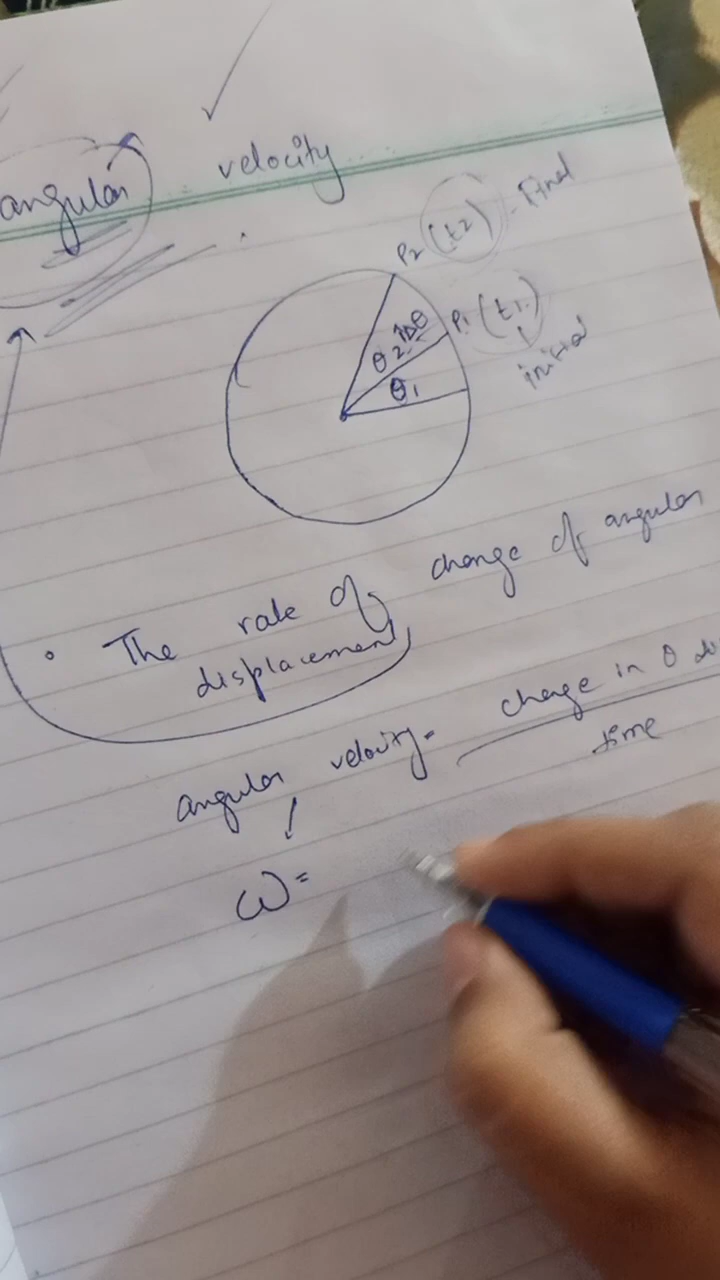 angular velocity
P2 (t2) - Final
P1 (t1)
initial
θ2 Δθ
θ1
• The rate of change of angular
displacement
angular velocity = change in θ
time
ω =